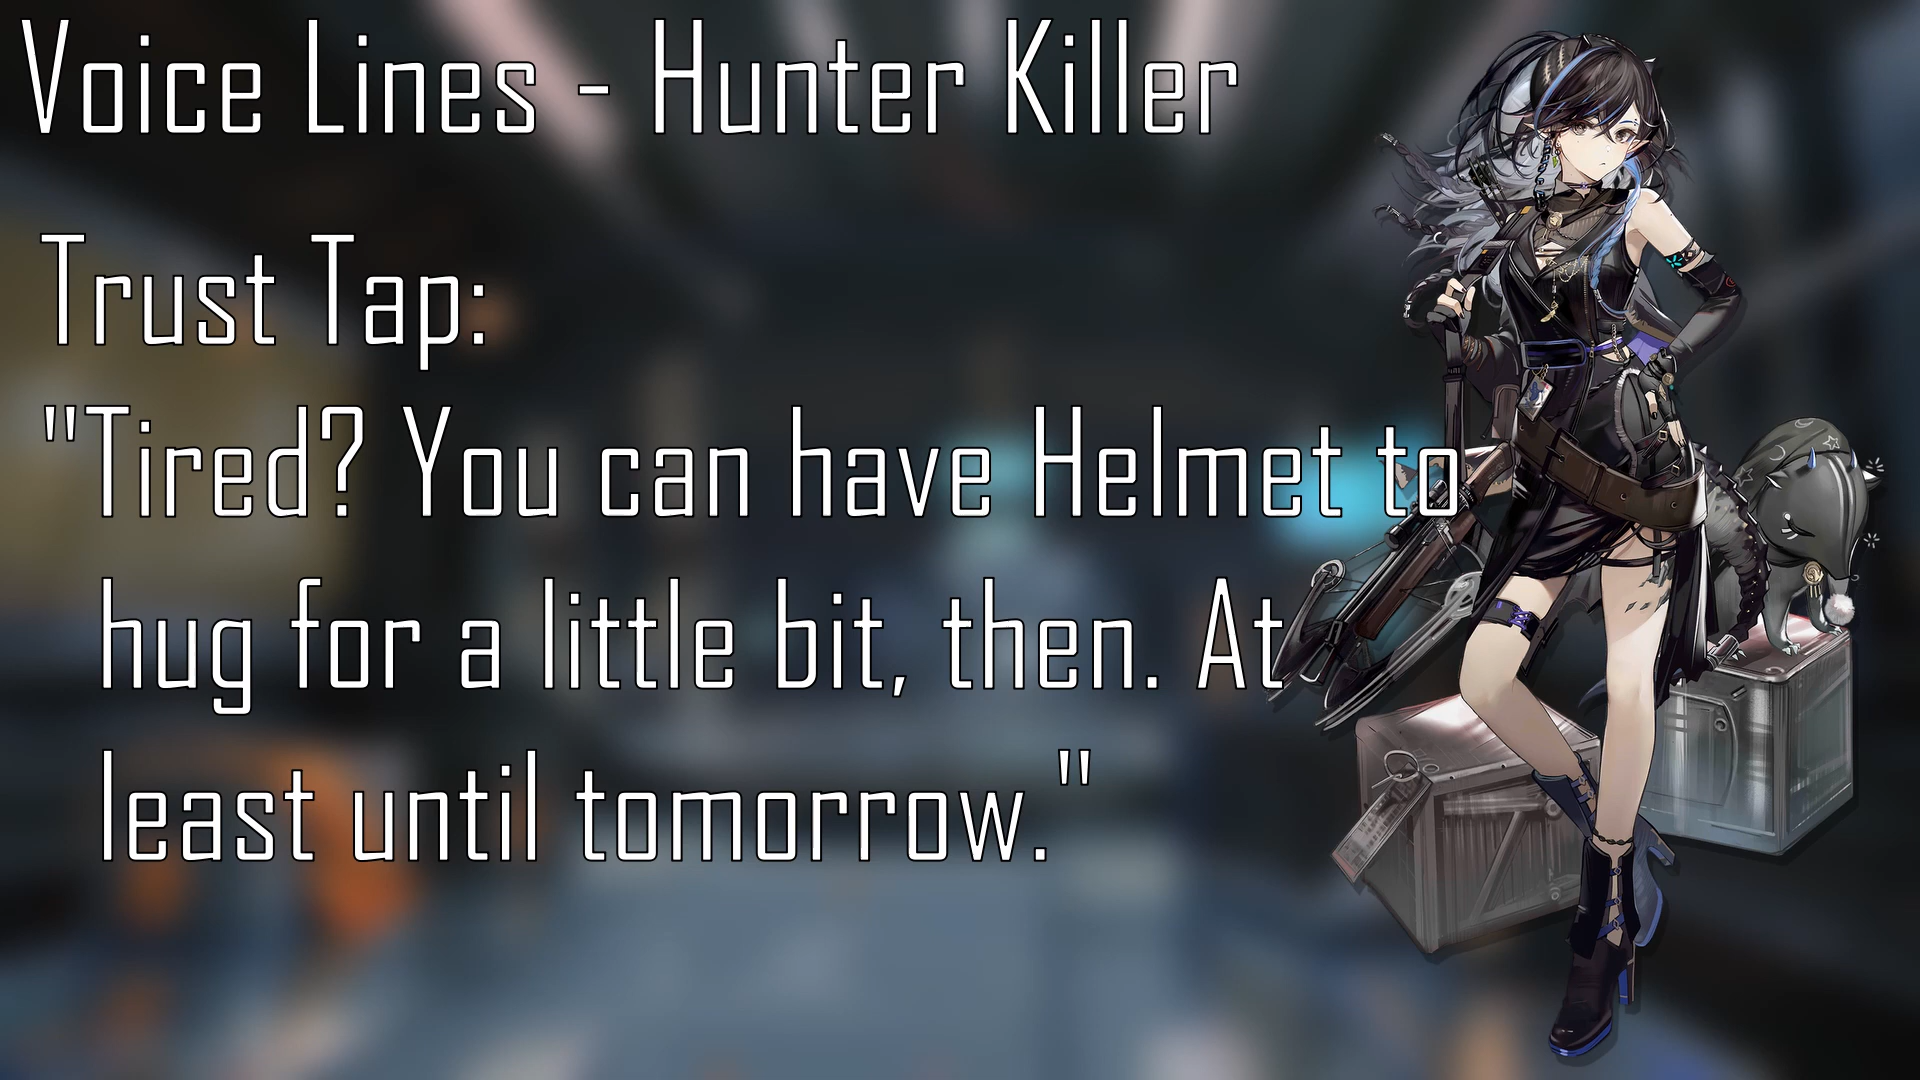 Voice Lines - Hunter Killer
Trust Tap:
"Tired? You can have Helmet to
hug for a little bit, then. At
least until tomorrow."